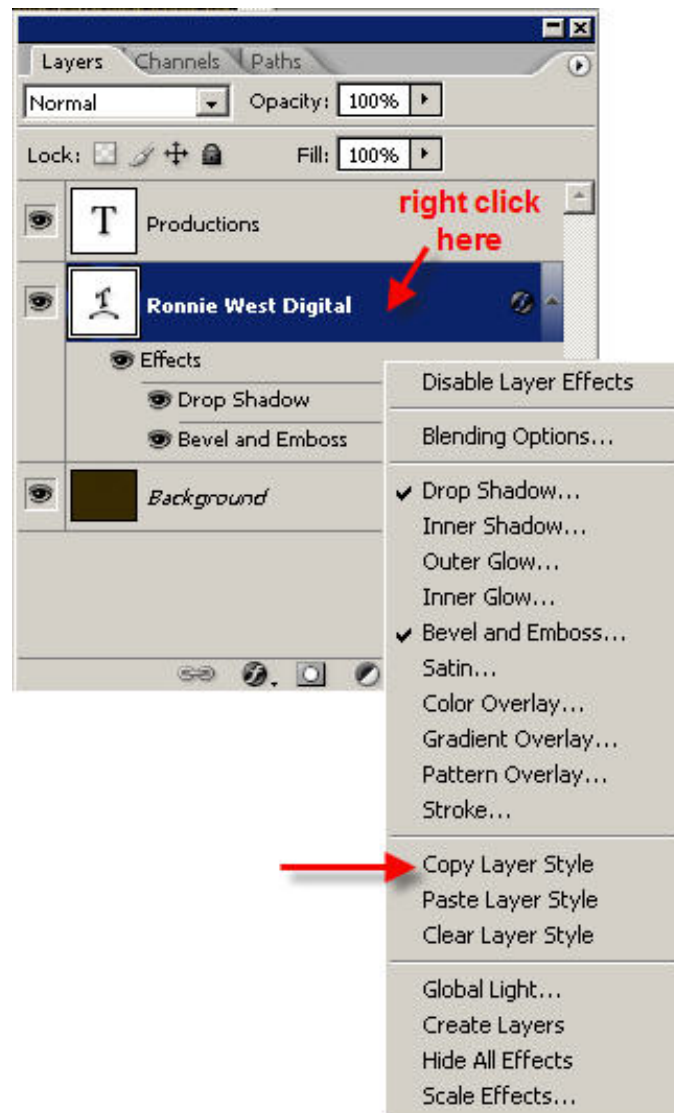 Layers Channels Paths
Normal Opacity: 100%
Lock: Fill: 100%
right click
here
T Productions
T Ronnie West Digital
Effects
Drop Shadow
Bevel and Emboss
Background
Disable Layer Effects
Blending Options...
Drop Shadow...
Inner Shadow...
Outer Glow...
Inner Glow...
Bevel and Emboss...
Satin...
Color Overlay...
Gradient Overlay...
Pattern Overlay...
Stroke...
Copy Layer Style
Paste Layer Style
Clear Layer Style
Global Light...
Create Layers
Hide All Effects
Scale Effects...